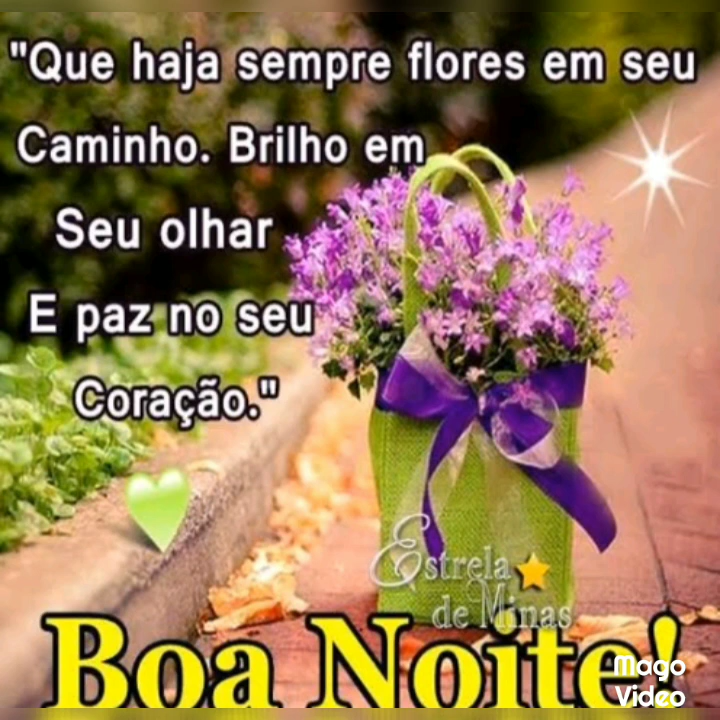 "Que haja sempre flores em seu
Caminho. Brilho em
Seu olhar
E paz no seu
Coração."
Estrela
de Minas
Boa Noite!
Mago
Video